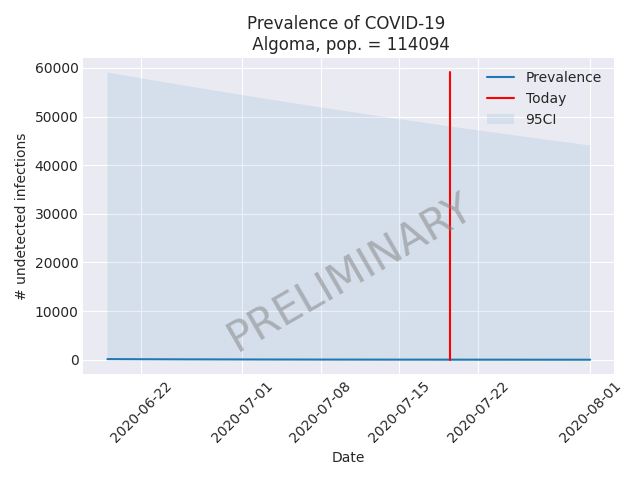 Prevalence of COVID-19
Algoma, pop. = 114094
# undetected infections
60000
50000
40000
30000
20000
10000
0
Prevalence
Today
95CI
PRELIMINARY
2020-06-22
2020-07-01
2020-07-08
2020-07-15
2020-07-22
2020-08-01
Date